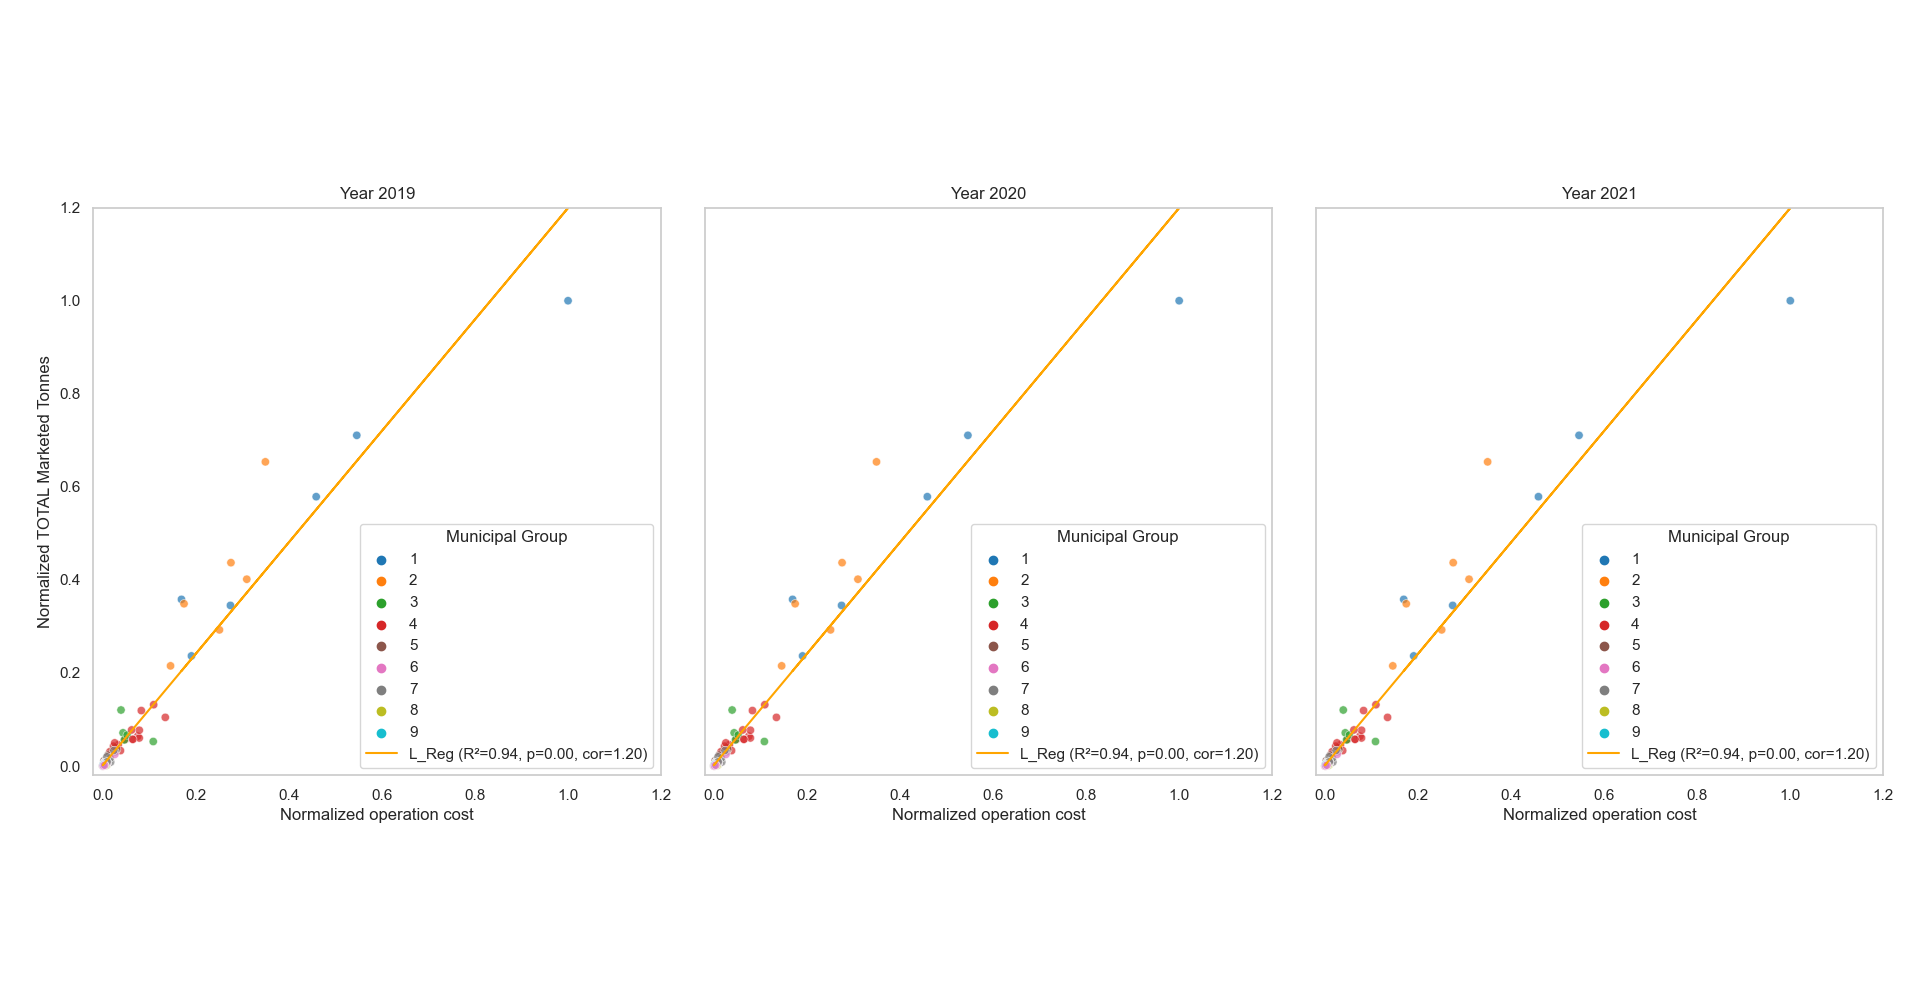 Year 2019
Year 2020
Year 2021
Normalized TOTAL Marketed Tonnes
1.2
1.0
0.8
0.6
0.4
0.2
0.0
Municipal Group
1
2
3
4
5
6
7
8
9
L_Reg (R²=0.94, p=0.00, cor=1.20)
0.0 0.2 0.4 0.6 0.8 1.0 1.2
Normalized operation cost
Municipal Group
1
2
3
4
5
6
7
8
9
L_Reg (R²=0.94, p=0.00, cor=1.20)
0.0 0.2 0.4 0.6 0.8 1.0 1.2
Normalized operation cost
Municipal Group
1
2
3
4
5
6
7
8
9
L_Reg (R²=0.94, p=0.00, cor=1.20)
0.0 0.2 0.4 0.6 0.8 1.0 1.2
Normalized operation cost